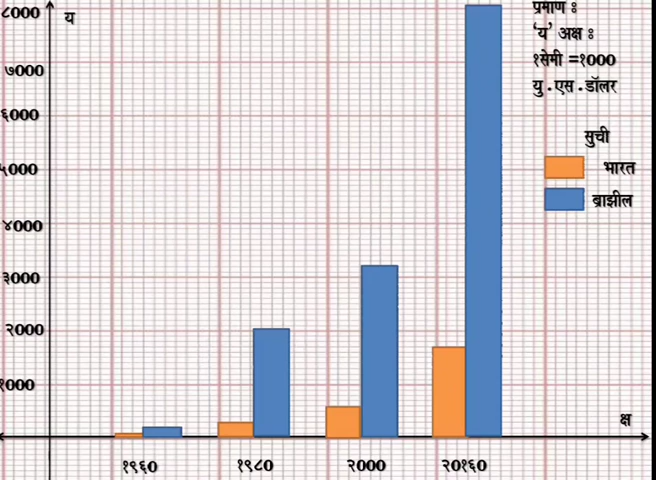 ८०००
य
७०००
६०००
५०००
४०००
३०००
२०००
१०००
प्रमाण :
‘य’ अक्ष :
१सेमी =१०००
यु.एस.डॉलर
सुची
भारत
ब्राझील
क्ष
१९६० १९८० २००० २०१६०